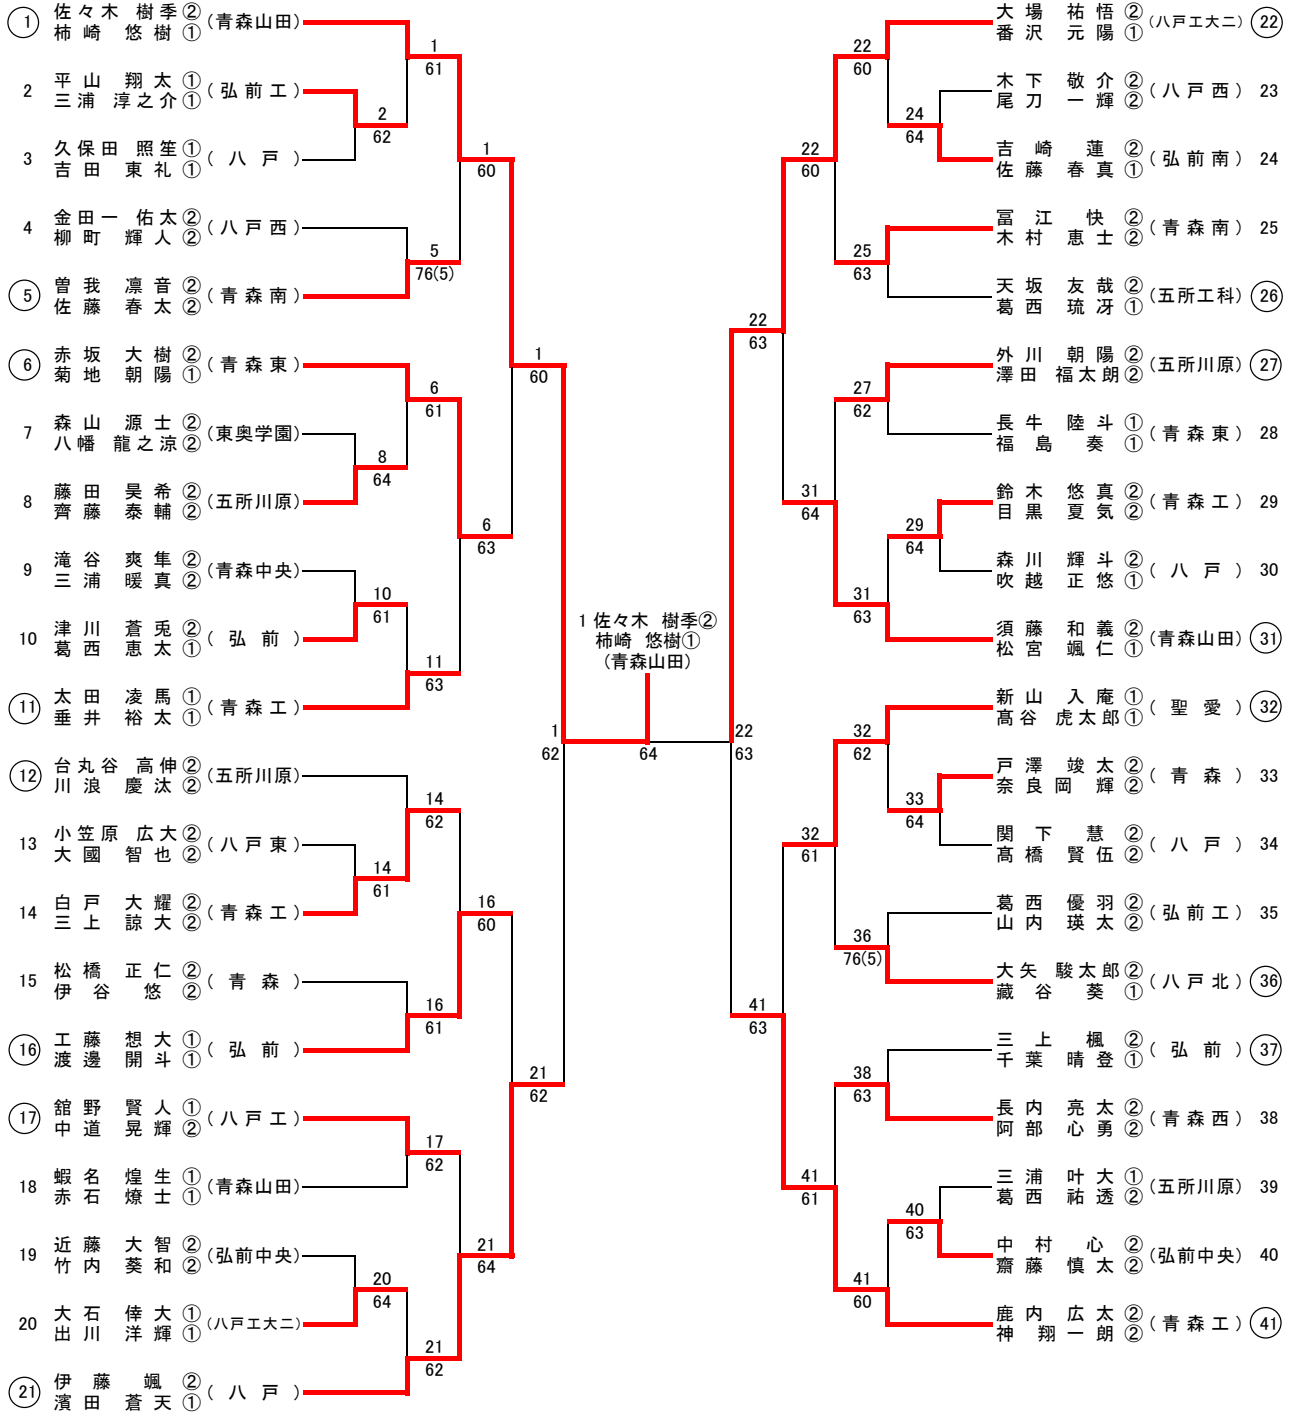 1 佐々木 樹季② (青森山田)
柿崎 悠樹①
2 平山 翔太① (弘前工)
三浦 淳之介①
3 久保田 照笙① (八戸)
吉田 東礼①
4 金田一 佑太② (八戸西)
柳町 輝人②
5 曽我 凛音② (青森南)
佐藤 春太②
6 赤坂 大樹② (青森東)
菊地 朝陽①
7 森山 源士② (東奥学園)
八幡 龍之涼②
8 藤田 昊希② (五所川原)
齊藤 泰輔②
9 滝谷 爽隼② (青森中央)
三浦 暖真②
10 津川 蒼兎② (弘前)
葛西 恵太①
11 太田 凌馬① (青森工)
垂井 裕太①
12 台丸谷 高伸② (五所川原)
川浪 慶汰②
13 小笠原 広大② (八戸東)
大國 智也②
14 白戸 大耀② (青森工)
三上 諒大②
15 松橋 正仁② (青森)
伊谷 悠②
16 工藤 想大① (弘前)
渡邊 開斗①
17 舘野 賢人① (八戸工)
中道 晃輝②
18 蝦名 煌生① (青森山田)
赤石 燎士①
19 近藤 大智② (弘前中央)
竹内 葵和②
20 大石 倖大① (八戸工大二)
出川 洋輝①
21 伊藤 颯② (八戸)
濱田 蒼天①
1
61
2
62
1
60
5
76(5)
1
60
6
61
8
64
6
63
10
61
11
63
1
62
14
62
14
61
16
60
16
61
21
62
17
62
21
64
20
64
21
62
1 佐々木 樹季②
柿崎 悠樹①
(青森山田)
64
22
60
24
64
22
60
25
63
22
63
27
62
31
64
29
64
31
63
22
63
32
62
33
64
32
61
36
76(5)
41
63
38
63
41
61
40
63
41
60
大場 祐悟② (八戸工大二) 22
番沢 元陽①
木下 敬介② (八戸西) 23
尾刀 一輝②
吉崎 蓮② (弘前南) 24
佐藤 春真①
冨江 快② (青森南) 25
木村 恵士②
天坂 友哉② (五所工科) 26
葛西 琉冴①
外川 朝陽② (五所川原) 27
澤田 福太朗②
長牛 陸斗① (青森東) 28
福島 奏①
鈴木 悠真② (青森工) 29
目黒 夏気②
森川 輝斗② (八戸) 30
吹越 正悠①
須藤 和義② (青森山田) 31
松宮 颯仁①
新山 入庵① (聖愛) 32
髙谷 虎太郎①
戸澤 竣太② (青森) 33
奈良岡 輝②
関下 慧② (八戸) 34
髙橋 賢伍②
葛西 優羽② (弘前工) 35
山内 瑛太②
大矢 駿太郎② (八戸北) 36
蔵谷 葵①
三上 楓② (弘前) 37
千葉 晴登①
長内 亮太② (青森西) 38
阿部 心勇②
三浦 叶大① (五所川原) 39
葛西 祐透②
中村 心② (弘前中央) 40
齋藤 慎太②
鹿内 広太② (青森工) 41
神 翔一朗②